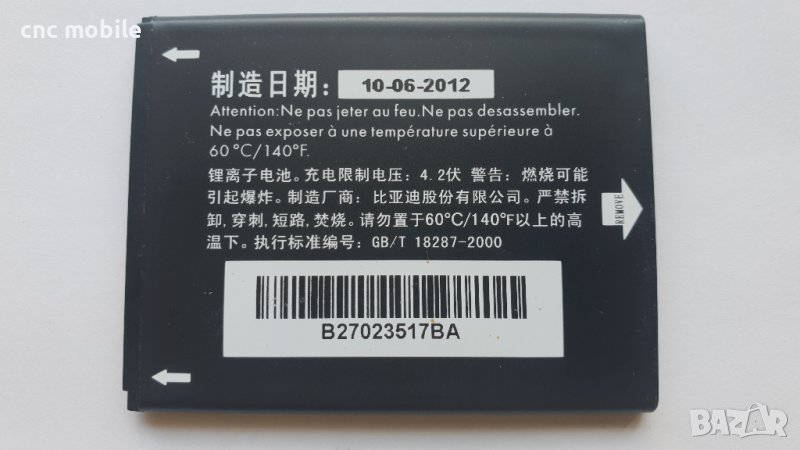 cnc mobile
制造日期： 10-06-2012
Attention:Ne pas jeter au feu.Ne pas desassembler.
Ne pas exposer à une température supérieure à
60°C/140°F.
锂离子电池。充电限制电压：4.2伏 警告：燃烧可能
引起爆炸。制造厂商：比亚迪股份有限公司。严禁拆
卸,穿刺,短路,焚烧。请勿置于60℃/140°F以上的高
温下。执行标准编号：GB/T 18287-2000
REMOVE
B27023517BA
BAZAR